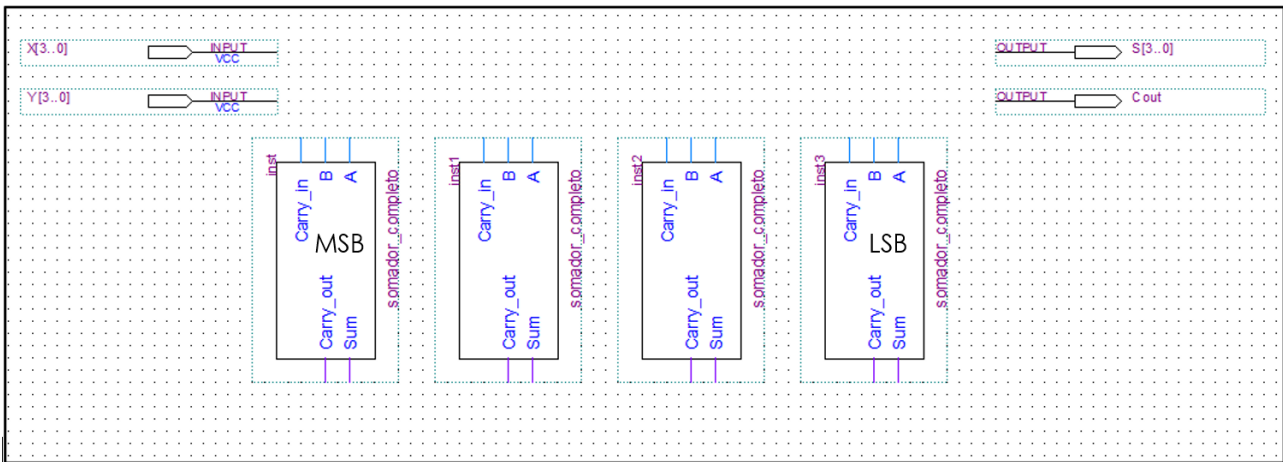 X[3..0] INPUT VCC
Y[3..0] INPUT VCC
OUTPUT S[3..0]
OUTPUT Cout
inst
Carry_in B A
MSB
Carry_out Sum
somador_completo
inst1
Carry_in B A
Carry_out Sum
somador_completo
inst2
Carry_in B A
Carry_out Sum
somador_completo
inst3
Carry_in B A
LSB
Carry_out Sum
somador_completo